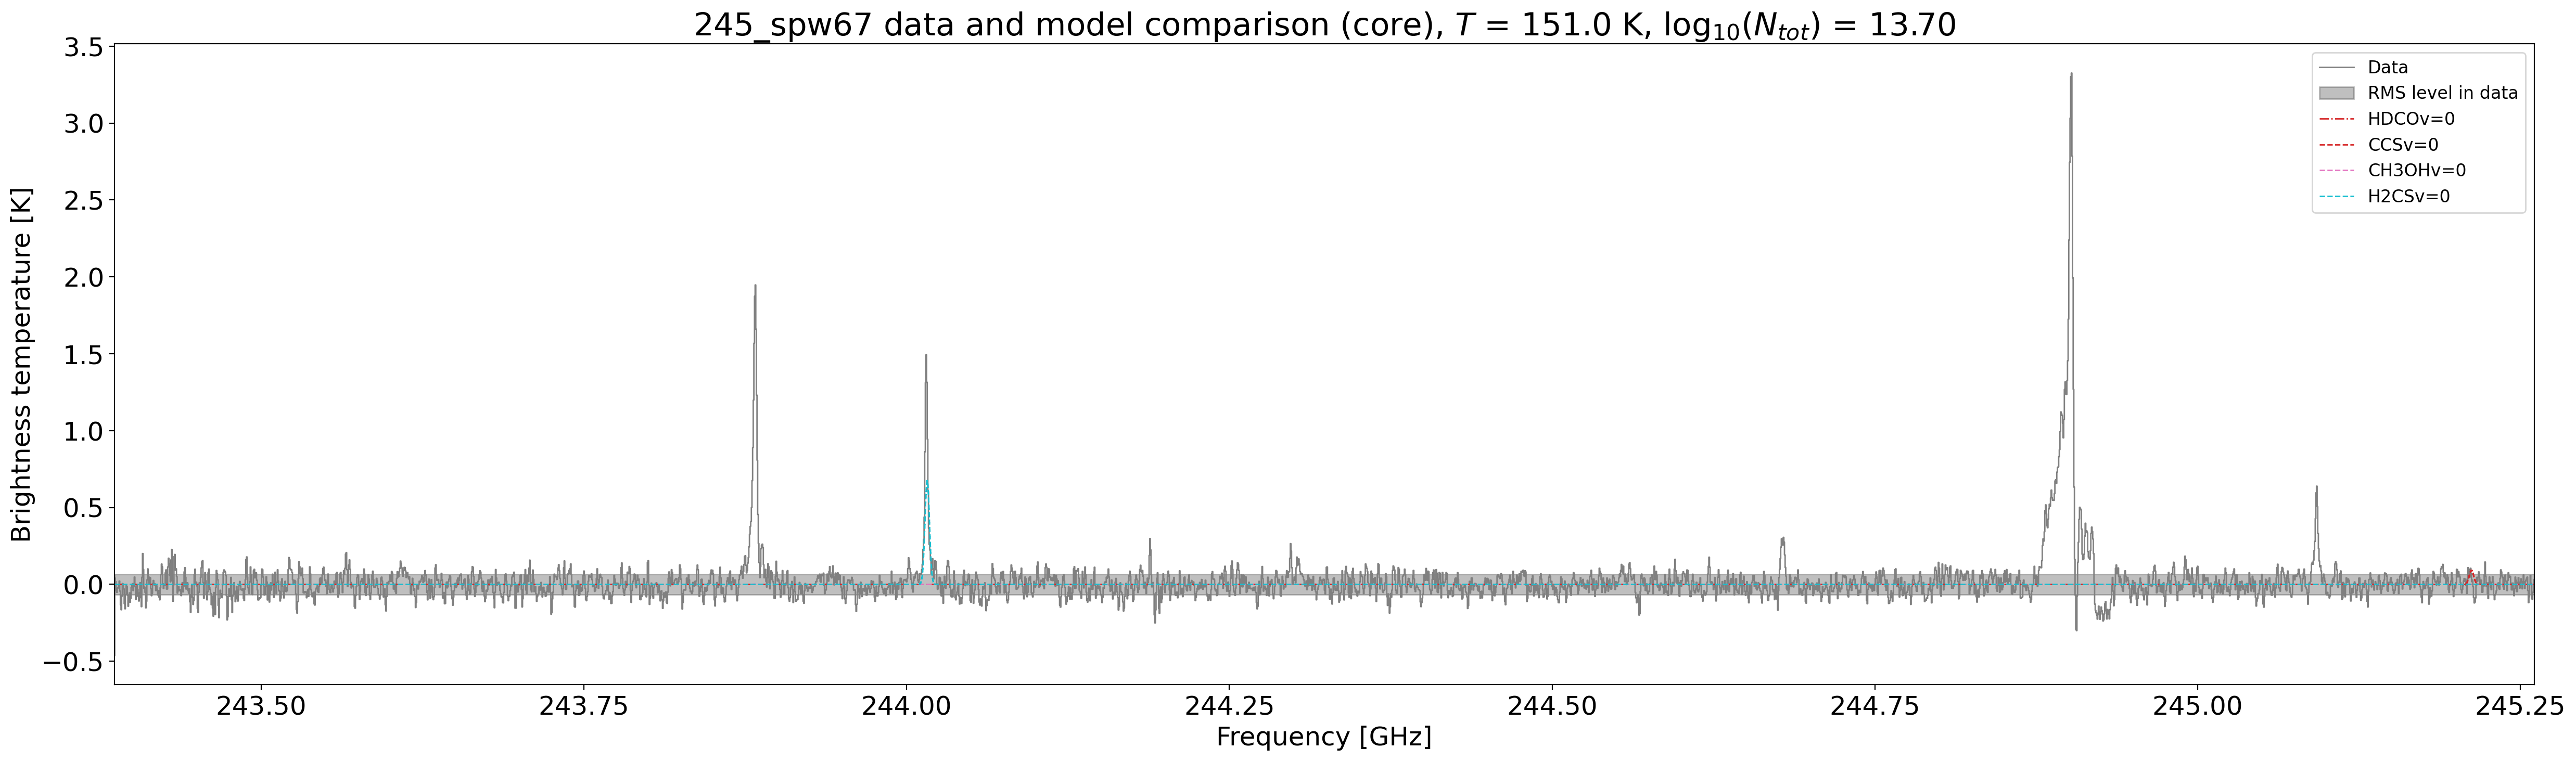 245_spw67 data and model comparison (core), T = 151.0 K, log₁₀(Nₜₒₜ) = 13.70
3.5
3.0
2.5
2.0
1.5
1.0
0.5
0.0
−0.5
Brightness temperature [K]
Data
RMS level in data
HDCOv=0
CCSv=0
CH3OHv=0
H2CSv=0
243.50 243.75 244.00 244.25 244.50 244.75 245.00 245.25
Frequency [GHz]